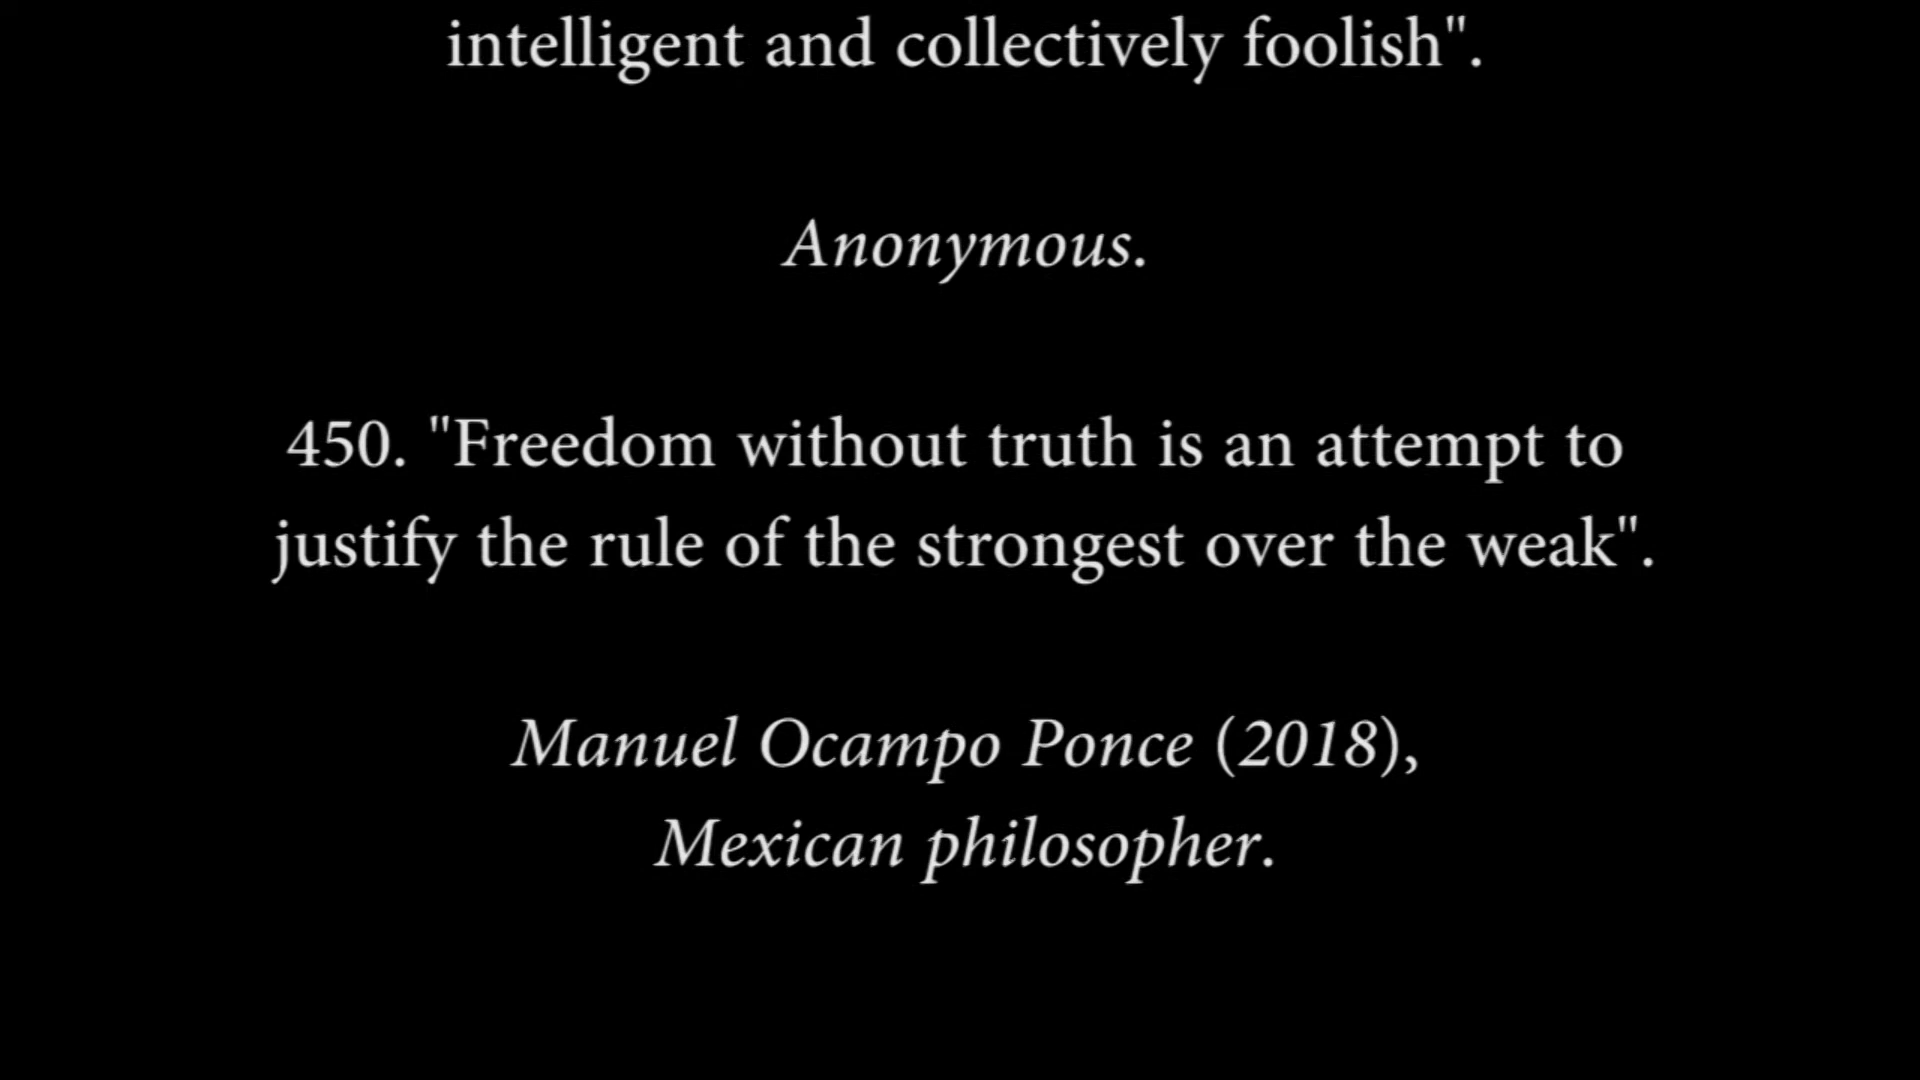 intelligent and collectively foolish".
Anonymous.
450. "Freedom without truth is an attempt to
justify the rule of the strongest over the weak".
Manuel Ocampo Ponce (2018),
Mexican philosopher.